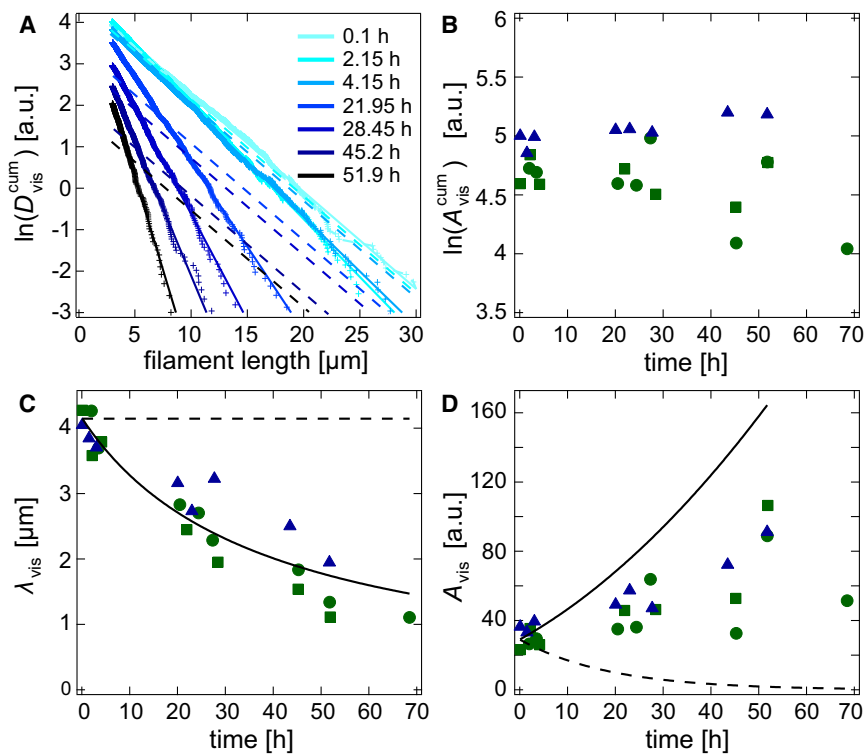 A
ln(D_vis^cum) [a.u.]
4
3
2
1
0
-1
-2
-3
0.1 h
2.15 h
4.15 h
21.95 h
28.45 h
45.2 h
51.9 h
0 5 10 15 20 25 30
filament length [μm]
B
ln(A_vis^cum) [a.u.]
6
5.5
5
4.5
4
3.5
0 10 20 30 40 50 60 70
time [h]
C
λ_vis [μm]
4
3
2
1
0
0 10 20 30 40 50 60 70
time [h]
D
A_vis [a.u.]
160
120
80
40
0
0 10 20 30 40 50 60 70
time [h]